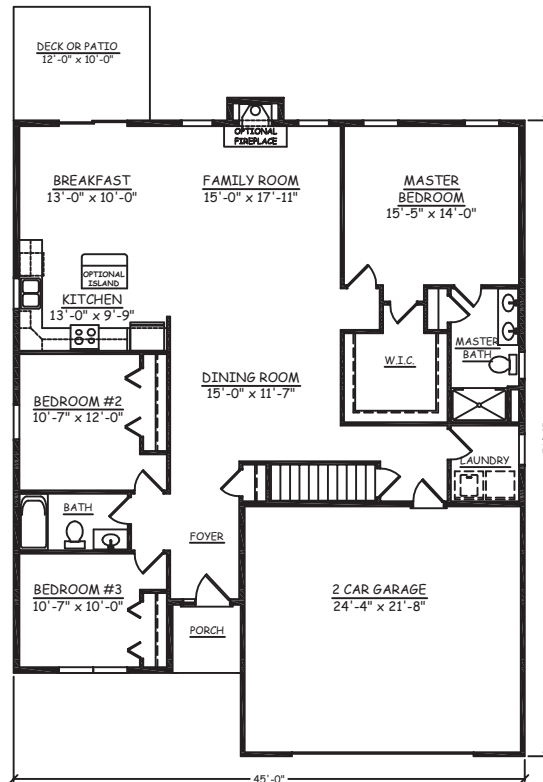 DECK OR PATIO
12'-0" x 10'-0"
OPTIONAL
FIREPLACE
BREAKFAST
13'-0" x 10'-0"
FAMILY ROOM
15'-0" x 17'-11"
MASTER
BEDROOM
15'-5" x 14'-0"
OPTIONAL
ISLAND
KITCHEN
13'-0" x 9'-9"
MASTER
BATH
W.I.C.
DINING ROOM
15'-0" x 11'-7"
BEDROOM #2
10'-7" x 12'-0"
LAUNDRY
BATH
FOYER
BEDROOM #3
10'-7" x 10'-0"
2 CAR GARAGE
24'-4" x 21'-8"
PORCH
45'-0"